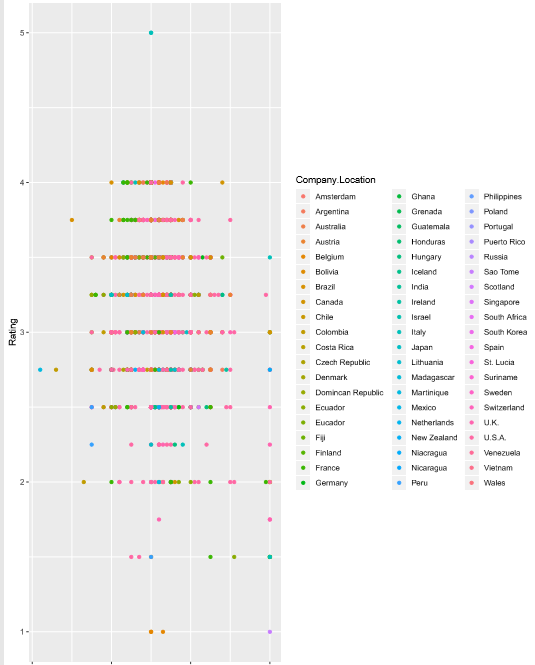 5
4
3
2
1
Rating
Company.Location
Amsterdam
Argentina
Australia
Austria
Belgium
Bolivia
Brazil
Canada
Chile
Colombia
Costa Rica
Czech Republic
Denmark
Domincan Republic
Ecuador
Eucador
Fiji
Finland
France
Germany
Ghana
Grenada
Guatemala
Honduras
Hungary
Iceland
India
Ireland
Israel
Italy
Japan
Lithuania
Madagascar
Martinique
Mexico
Netherlands
New Zealand
Niacragua
Nicaragua
Peru
Philippines
Poland
Portugal
Puerto Rico
Russia
Sao Tome
Scotland
Singapore
South Africa
South Korea
Spain
St. Lucia
Suriname
Sweden
Switzerland
U.K.
U.S.A.
Venezuela
Vietnam
Wales